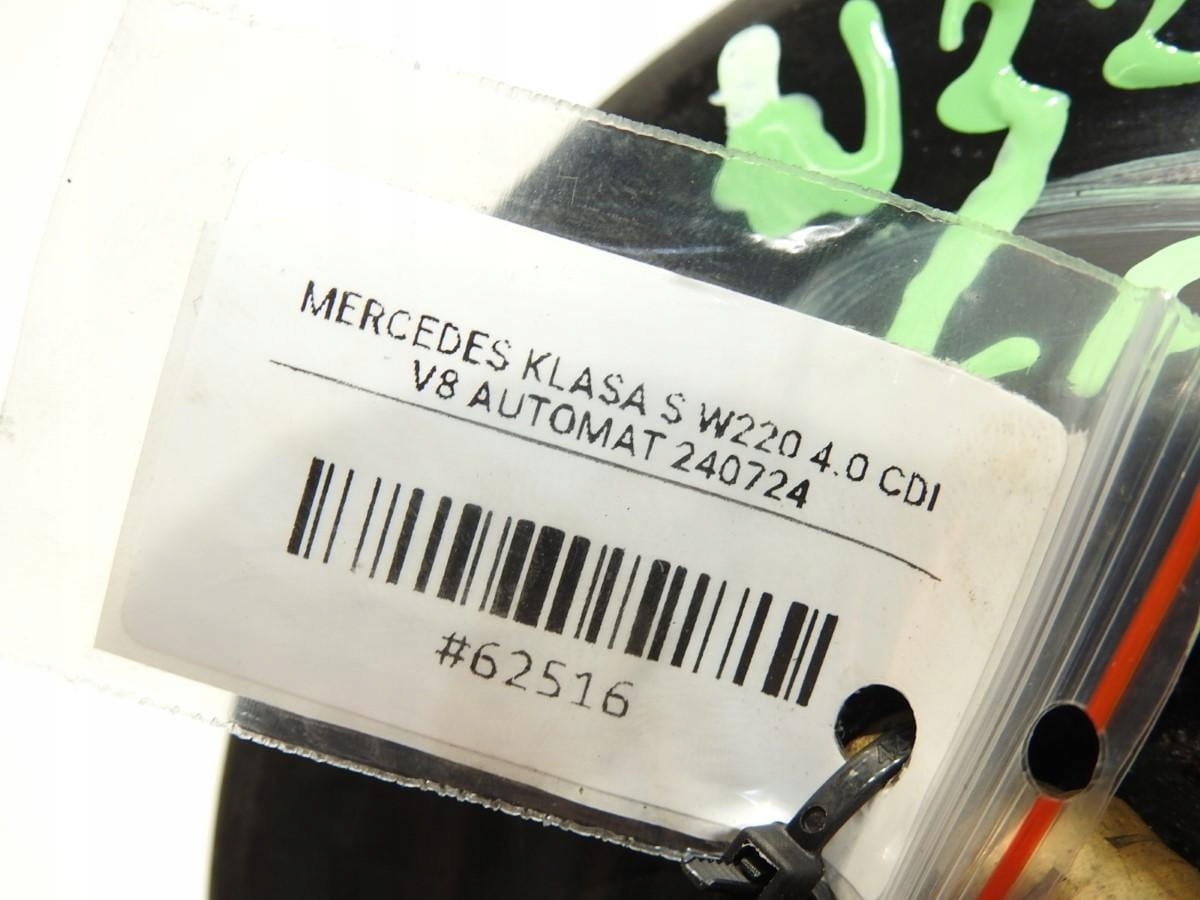 MERCEDES KLASA S W220 4.0 CDI
V8 AUTOMAT 240724
#62516